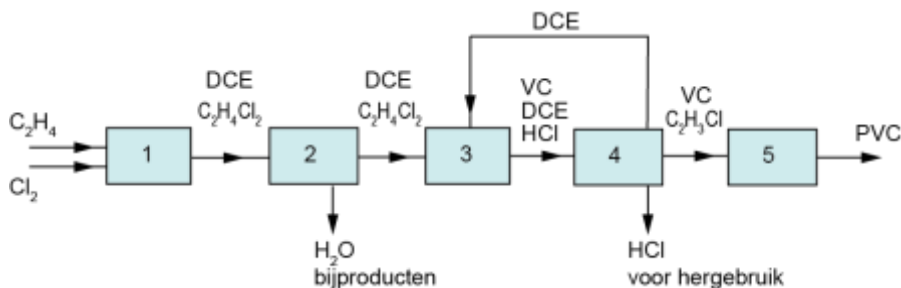 DCE
DCE
C₂H₄Cl₂
DCE
C₂H₄Cl₂
VC
DCE
HCl
VC
C₂H₃Cl
C₂H₄
Cl₂
1
2
3
4
5
PVC
H₂O
bijproducten
HCl
voor hergebruik